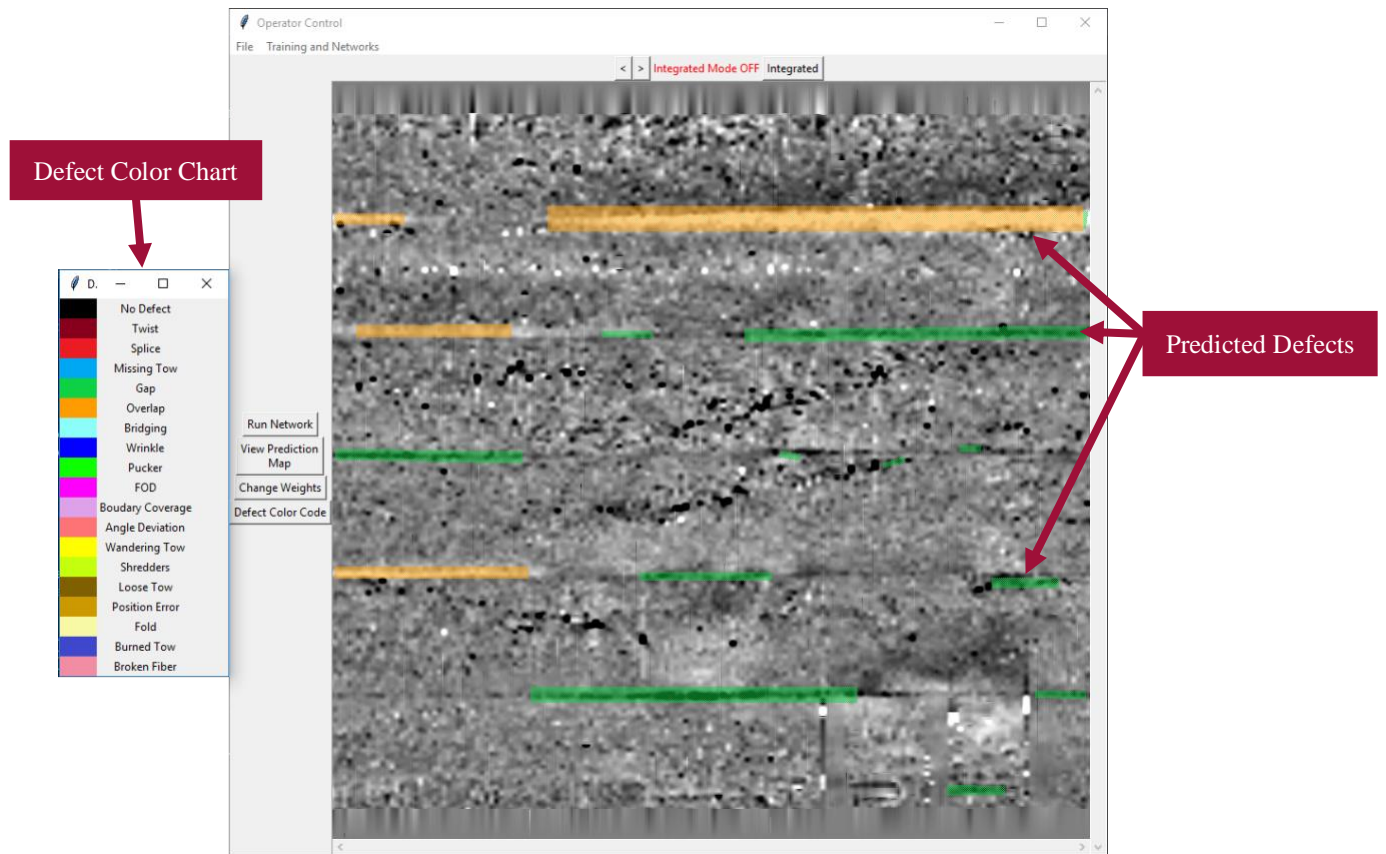 Operator Control
File Training and Networks
< > Integrated Mode OFF Integrated
Defect Color Chart
D.
No Defect
Twist
Splice
Missing Tow
Gap
Overlap
Bridging
Wrinkle
Pucker
FOD
Boudary Coverage
Angle Deviation
Wandering Tow
Shredders
Loose Tow
Position Error
Fold
Burned Tow
Broken Fiber
Run Network
View Prediction
Map
Change Weights
Defect Color Code
Predicted Defects